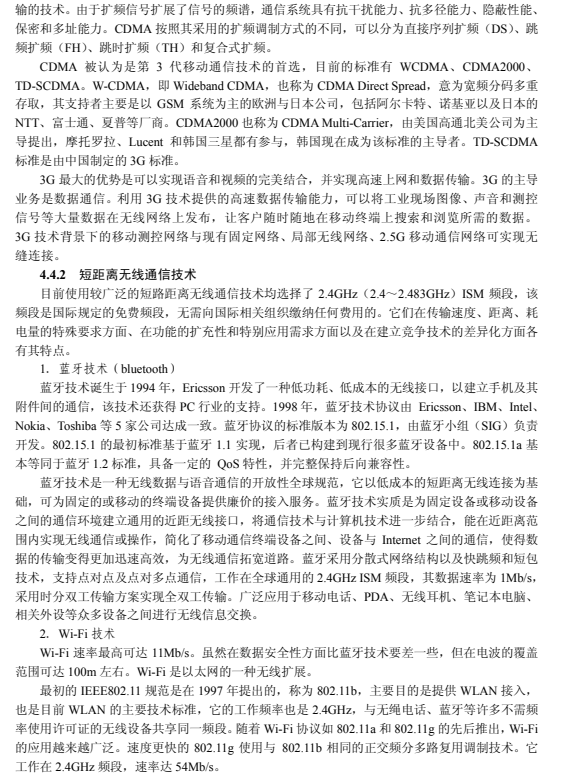 输的技术。由于扩频信号扩展了信号的频谱，通信系统具有抗干扰能力、抗多径能力、隐蔽性能、
保密和多址能力。CDMA 按照其采用的扩频调制方式的不同，可以分为直接序列扩频（DS）、跳
频扩频（FH）、跳时扩频（TH）和复合式扩频。
CDMA 被认为是第 3 代移动通信技术的首选，目前的标准有 WCDMA、CDMA2000、
TD-SCDMA。W-CDMA，即 Wideband CDMA，也称为 CDMA Direct Spread，意为宽频分码多重
存取，其支持者主要是以 GSM 系统为主的欧洲与日本公司，包括阿尔卡特、诺基亚以及日本的
NTT、富士通、夏普等厂商。CDMA2000 也称为 CDMA Multi-Carrier，由美国高通北美公司为主
导提出，摩托罗拉、Lucent 和韩国三星都有参与，韩国现在成为该标准的主导者。TD-SCDMA
标准是由中国制定的 3G 标准。
3G 最大的优势是可以实现语音和视频的完美结合，并实现高速上网和数据传输。3G 的主导
业务是数据通信。利用 3G 技术提供的高速数据传输能力，可以将工业现场图像、声音和测控
信号等大量数据在无线网络上发布，让客户随时随地在移动终端上搜索和浏览所需的数据。
3G 技术背景下的移动测控网络与现有固定网络、局部无线网络、2.5G 移动通信网络可实现无
缝连接。
4.4.2 短距离无线通信技术
目前使用较广泛的短路距离无线通信技术均选择了 2.4GHz（2.4～2.483GHz）ISM 频段，该
频段是国际规定的免费频段，无需向国际相关组织缴纳任何费用的。它们在传输速度、距离、耗
电量的特殊要求方面、在功能的扩充性和特别应用需求方面以及在建立竞争技术的差异化方面各
有其特点。
1．蓝牙技术（bluetooth）
蓝牙技术诞生于 1994 年，Ericsson 开发了一种低功耗、低成本的无线接口，以建立手机及其
附件间的通信，该技术还获得 PC 行业的支持。1998 年，蓝牙技术协议由 Ericsson、IBM、Intel、
Nokia、Toshiba 等 5 家公司达成一致。蓝牙协议的标准版本为 802.15.1，由蓝牙小组（SIG）负责
开发。802.15.1 的最初标准基于蓝牙 1.1 实现，后者已构建到现行很多蓝牙设备中。802.15.1a 基
本等同于蓝牙 1.2 标准，具备一定的 QoS 特性，并完整保持后向兼容性。
蓝牙技术是一种无线数据与语音通信的开放性全球规范，它以低成本的短距离无线连接为基
础，可为固定的或移动的终端设备提供廉价的接入服务。蓝牙技术实质是为固定设备或移动设备
之间的通信环境建立通用的近距无线接口，将通信技术与计算机技术进一步结合，能在近距离范
围内实现无线通信或操作，简化了移动通信终端设备之间、设备与 Internet 之间的通信，使得数
据的传输变得更加迅速高效，为无线通信拓宽道路。蓝牙采用分散式网络结构以及快跳频和短包
技术，支持点对点及点对多点通信，工作在全球通用的 2.4GHz ISM 频段，其数据速率为 1Mb/s，
采用时分双工传输方案实现全双工传输。广泛应用于移动电话、PDA、无线耳机、笔记本电脑、
相关外设等众多设备之间进行无线信息交换。
2．Wi-Fi 技术
Wi-Fi 速率最高可达 11Mb/s。虽然在数据安全性方面比蓝牙技术要差一些，但在电波的覆盖
范围可达 100m 左右。Wi-Fi 是以太网的一种无线扩展。
最初的 IEEE802.11 规范是在 1997 年提出的，称为 802.11b，主要目的是提供 WLAN 接入，
也是目前 WLAN 的主要技术标准，它的工作频率也是 2.4GHz，与无绳电话、蓝牙等许多不需频
率使用许可证的无线设备共享同一频段。随着 Wi-Fi 协议如 802.11a 和 802.11g 的先后推出，Wi-Fi
的应用越来越广泛。速度更快的 802.11g 使用与 802.11b 相同的正交频分多路复用调制技术。它
工作在 2.4GHz 频段，速率达 54Mb/s。